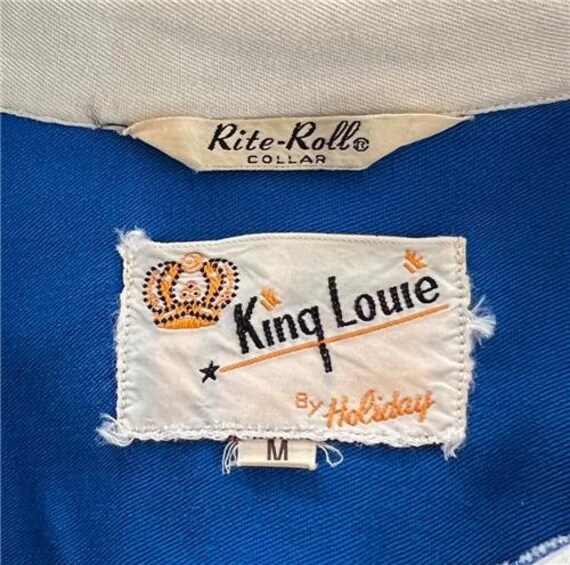 Rite-Roll®
COLLAR
King Louie
By Holiday
M